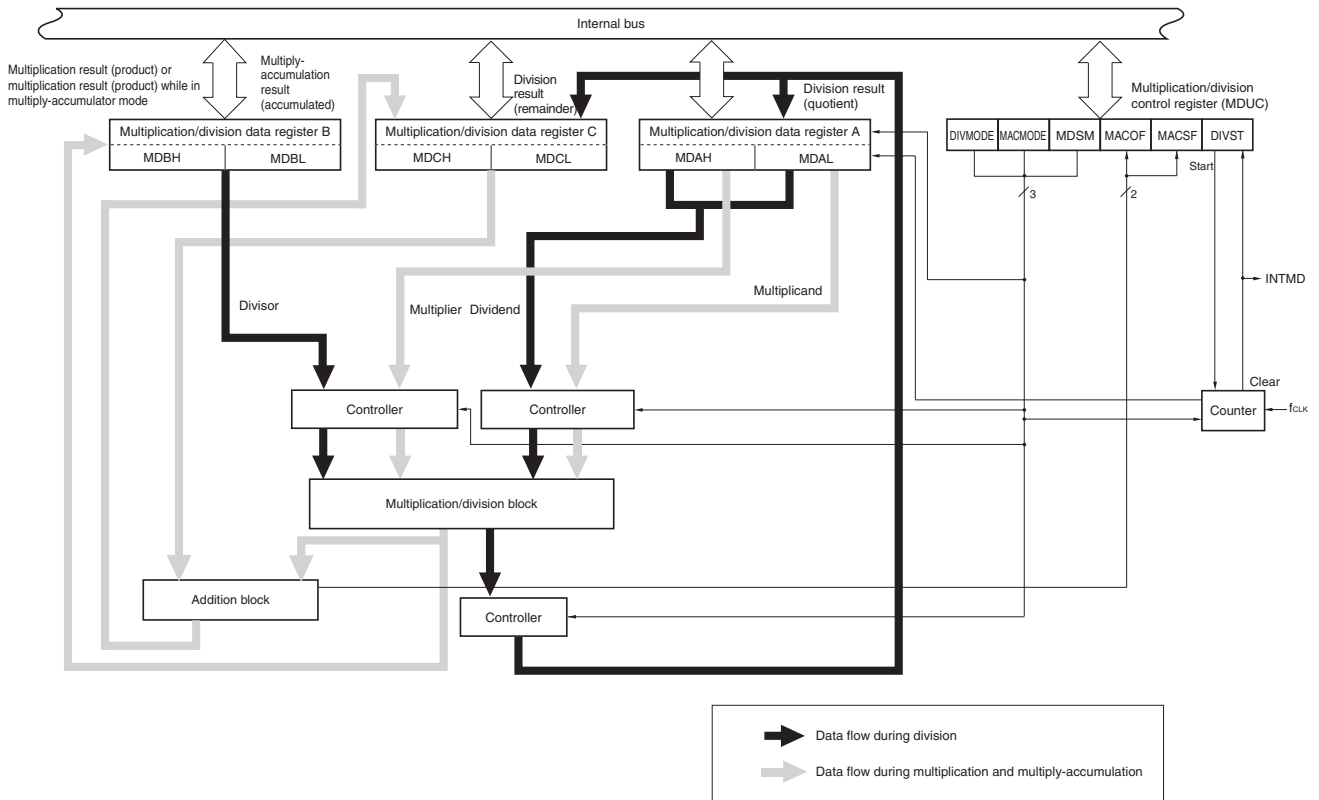 Internal bus
Multiplication result (product) or
multiplication result (product) while in
multiply-accumulator mode
Multiply-
accumulation
result
(accumulated)
Division
result
(remainder)
Division result
(quotient)
Multiplication/division
control register (MDUC)
Multiplication/division data register B
MDBH
MDBL
Multiplication/division data register C
MDCH
MDCL
Multiplication/division data register A
MDAH
MDAL
DIVMODE
MACMODE
MDSM
MACOF
MACSF
DIVST
Start
3
2
INTMD
Divisor
Multiplier
Dividend
Multiplicand
Clear
Controller
Controller
Counter
fCLK
Multiplication/division block
Addition block
Controller
Data flow during division
Data flow during multiplication and multiply-accumulation